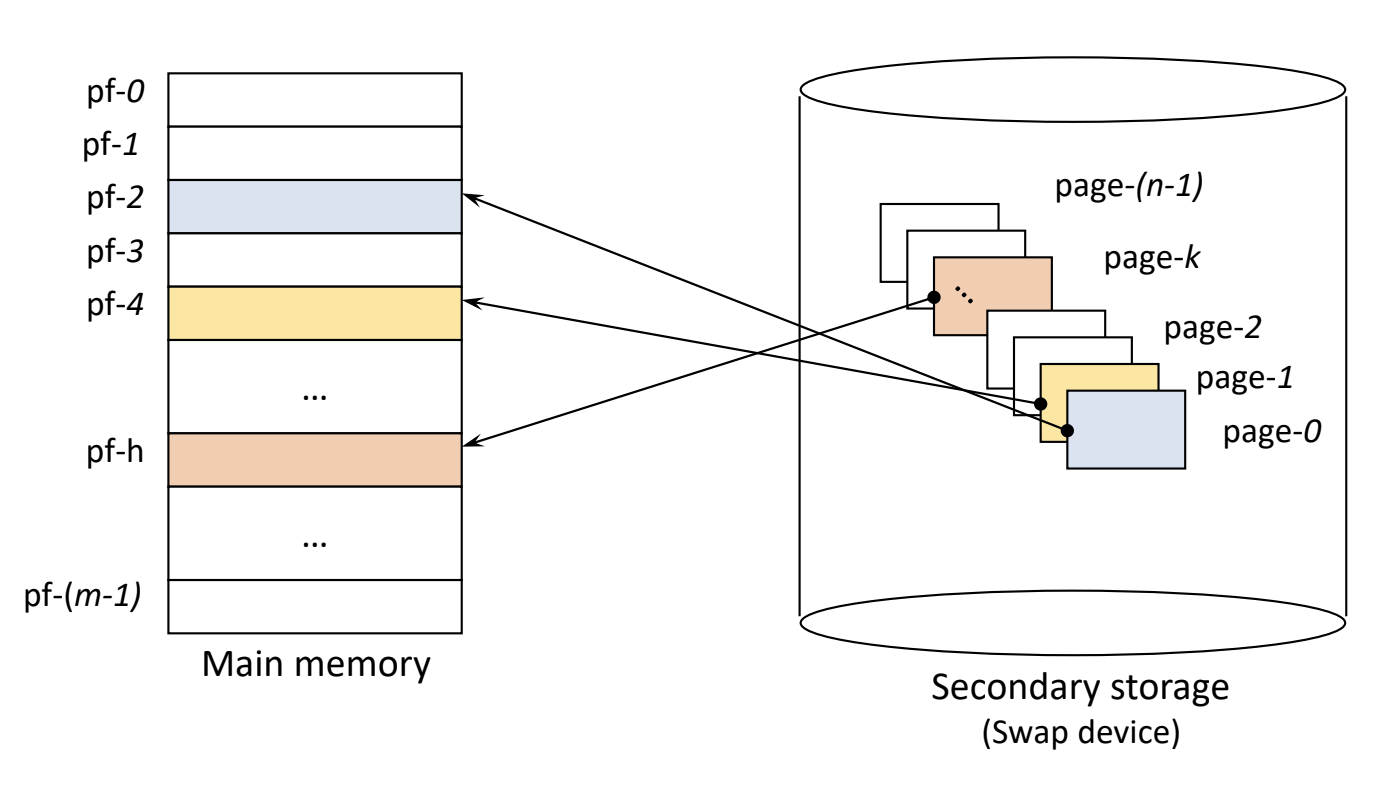 pf-0
pf-1
pf-2
pf-3
pf-4
...
pf-h
...
pf-(m-1)
Main memory
page-(n-1)
page-k
...
page-2
page-1
page-0
Secondary storage
(Swap device)